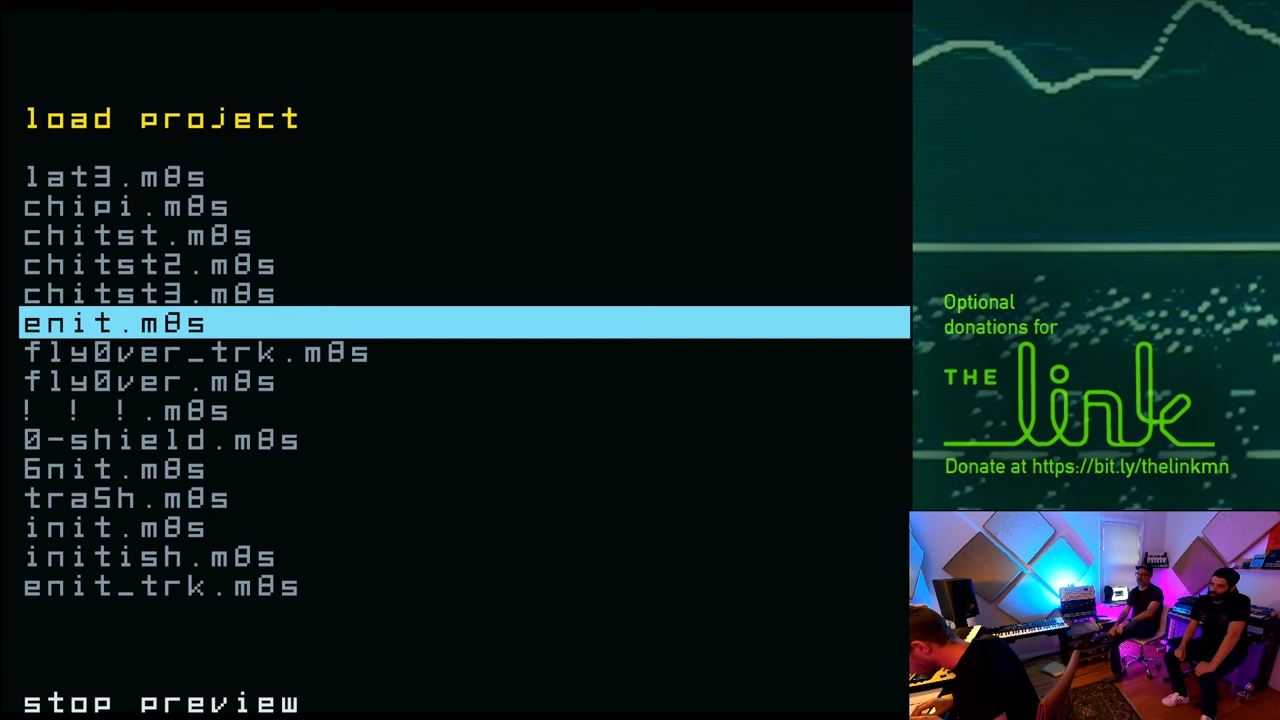 load project
lat3.m8s
chipi.m8s
chitst.m8s
chitst2.m8s
chitst3.m8s
enit.m8s
fly0ver_trk.m8s
fly0ver.m8s
! ! !.m8s
0-shield.m8s
6nit.m8s
tra5h.m8s
init.m8s
initish.m8s
enit_trk.m8s
stop preview
Optional
donations for
THE link
Donate at https://bit.ly/thelinkmn